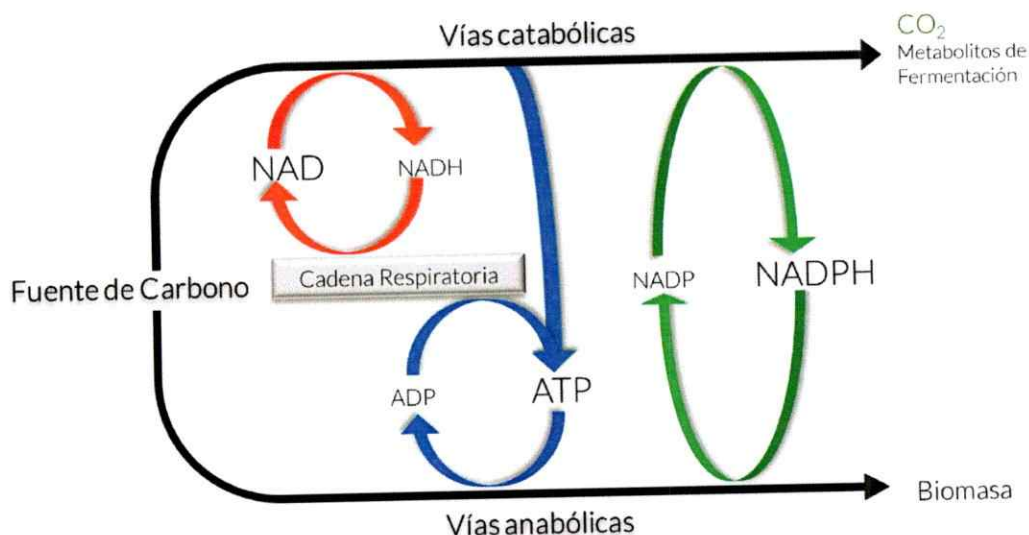 Vías catabólicas
CO₂
Metabolitos de
Fermentación
NAD
NADH
Fuente de Carbono
Cadena Respiratoria
NADP
NADPH
ADP
ATP
Biomasa
Vías anabólicas